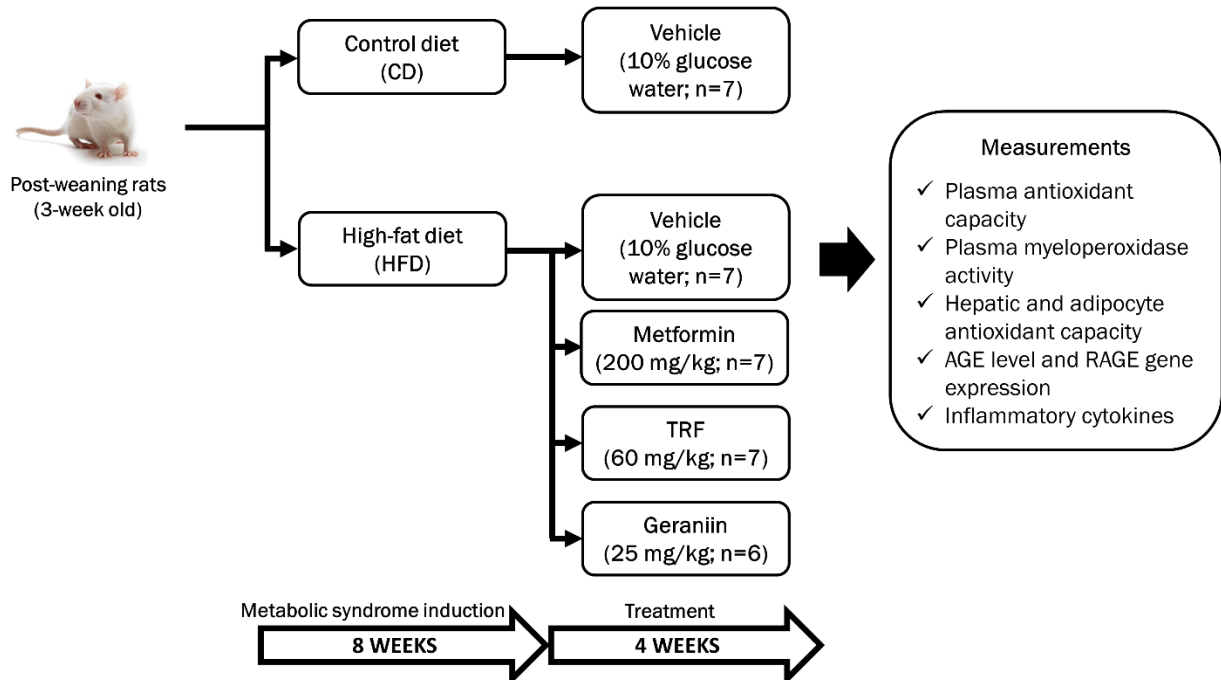 Post-weaning rats
(3-week old)
Control diet
(CD)
Vehicle
(10% glucose
water; n=7)
High-fat diet
(HFD)
Vehicle
(10% glucose
water; n=7)
Metformin
(200 mg/kg; n=7)
TRF
(60 mg/kg; n=7)
Geraniin
(25 mg/kg; n=6)
Measurements
✓ Plasma antioxidant
capacity
✓ Plasma myeloperoxidase
activity
✓ Hepatic and adipocyte
antioxidant capacity
✓ AGE level and RAGE gene
expression
✓ Inflammatory cytokines
Metabolic syndrome induction
8 WEEKS
Treatment
4 WEEKS